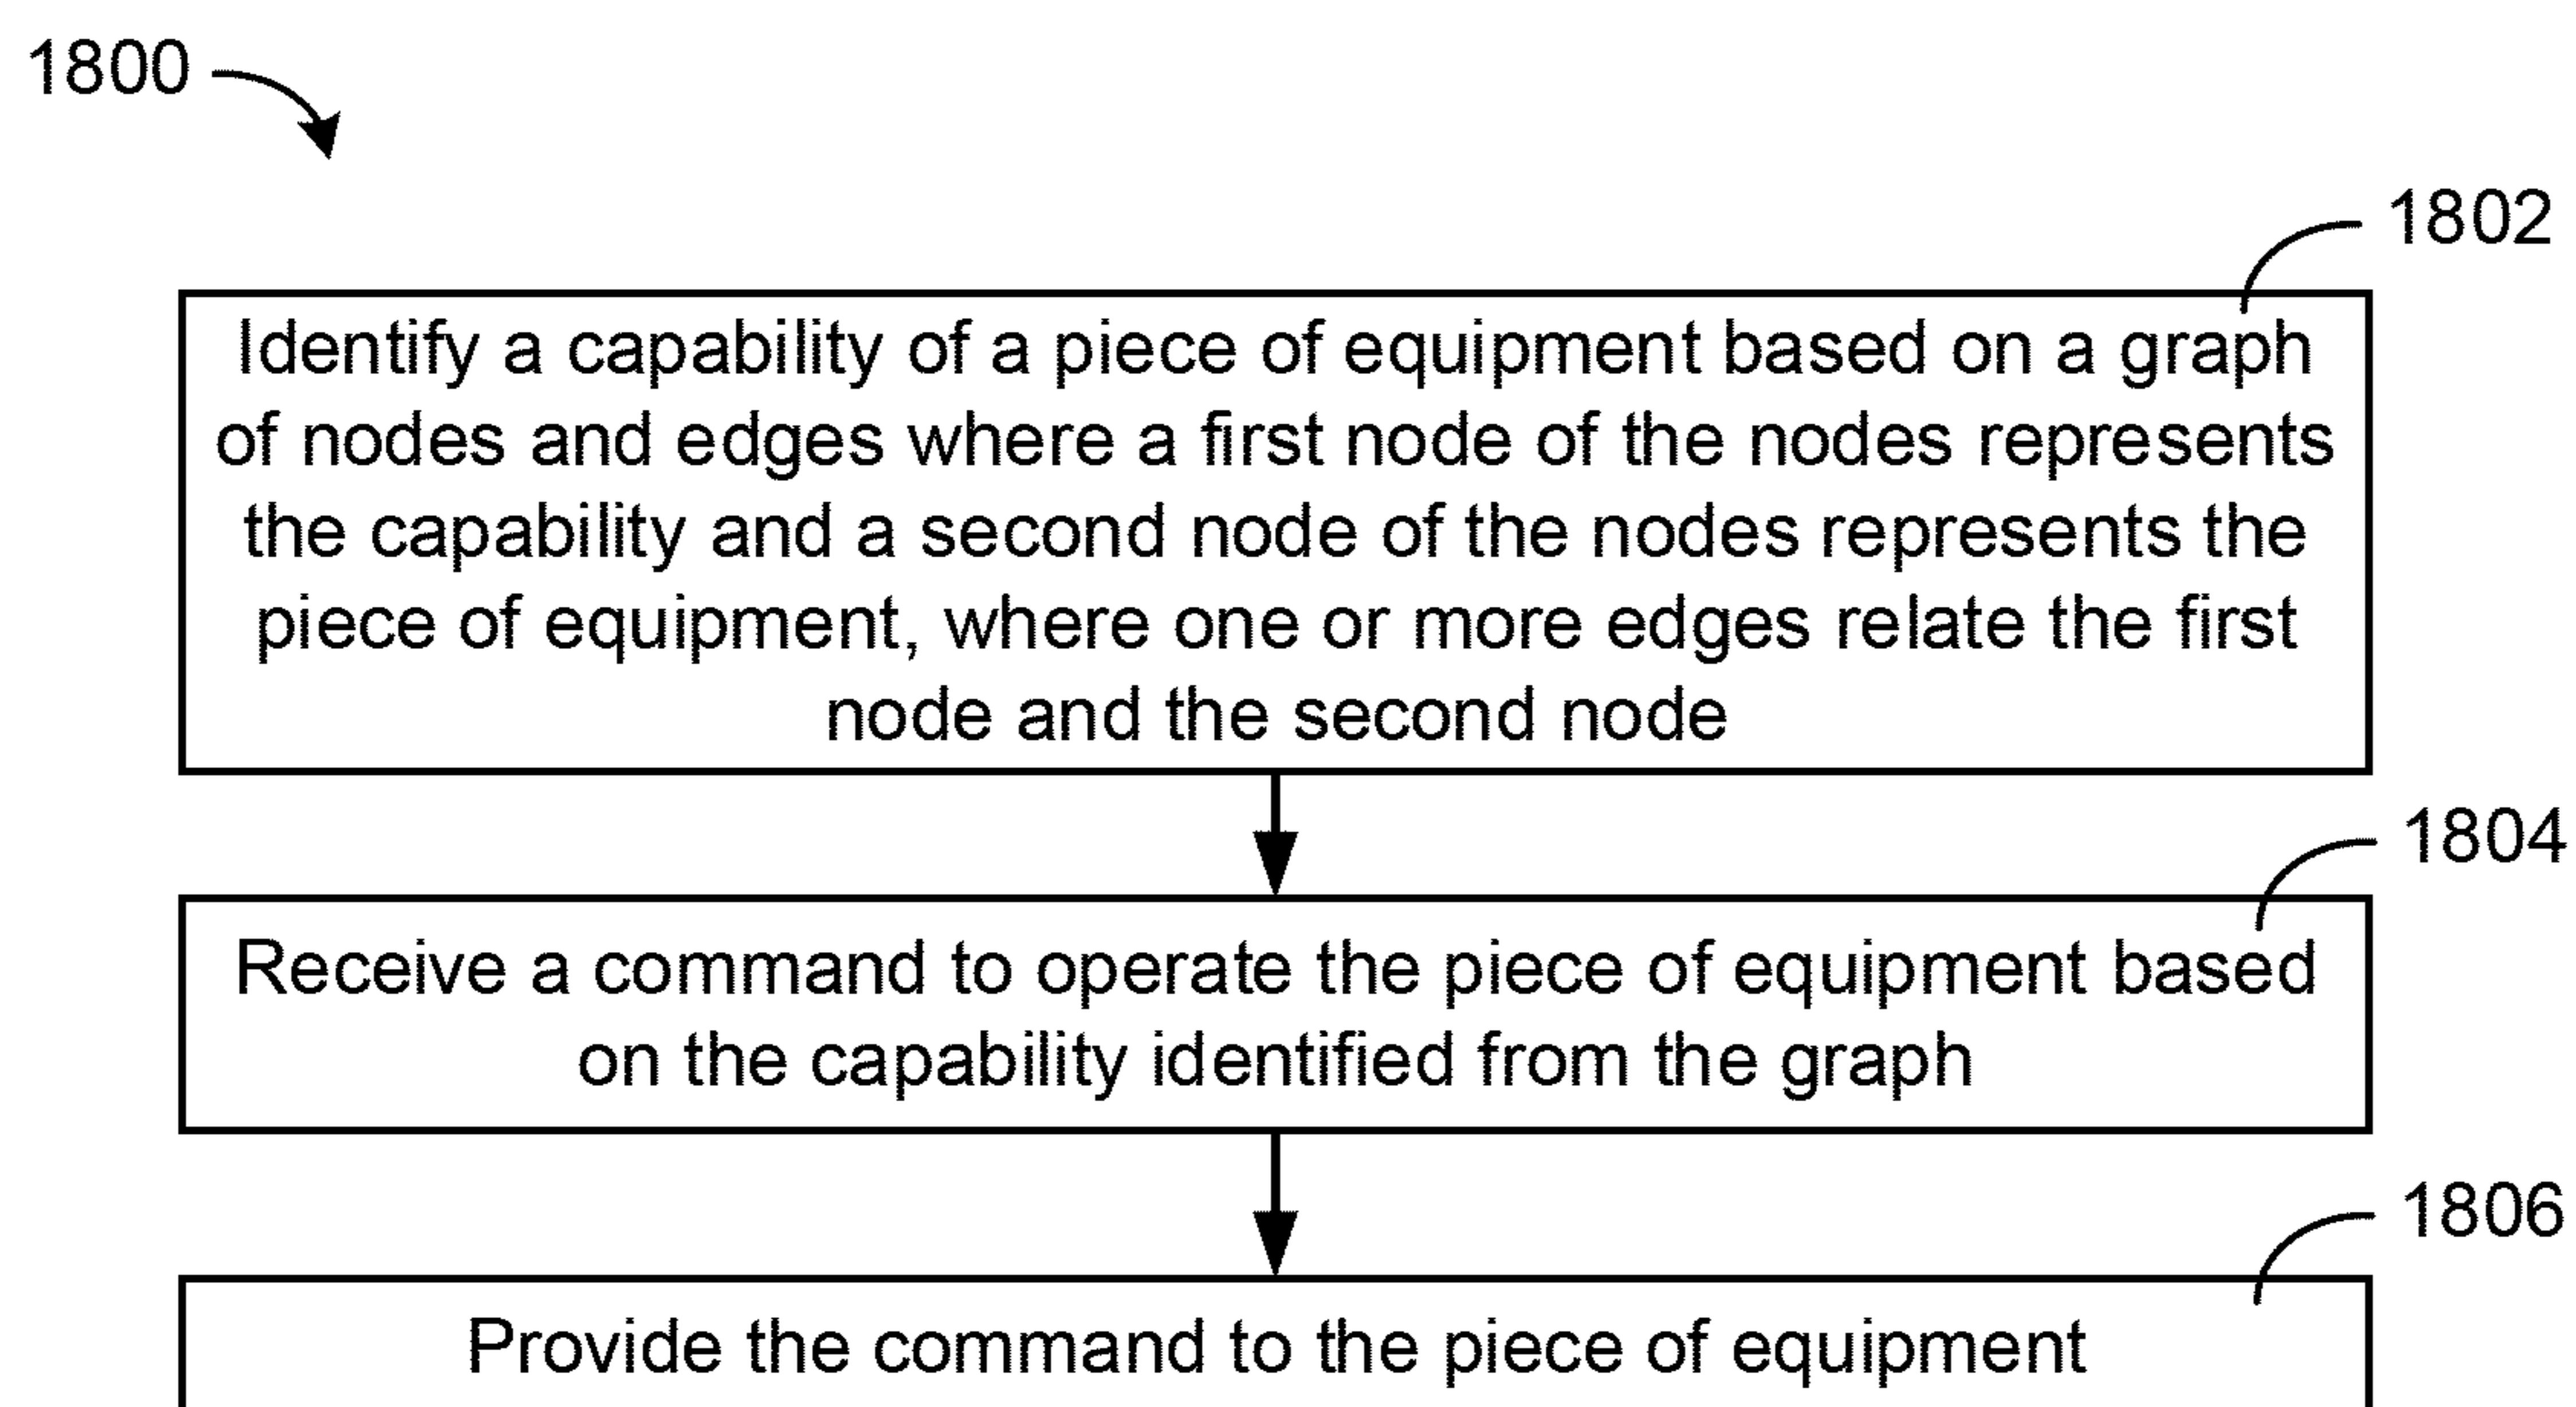 1800
1802
Identify a capability of a piece of equipment based on a graph
of nodes and edges where a first node of the nodes represents
the capability and a second node of the nodes represents the
piece of equipment, where one or more edges relate the first
node and the second node
1804
Receive a command to operate the piece of equipment based
on the capability identified from the graph
1806
Provide the command to the piece of equipment